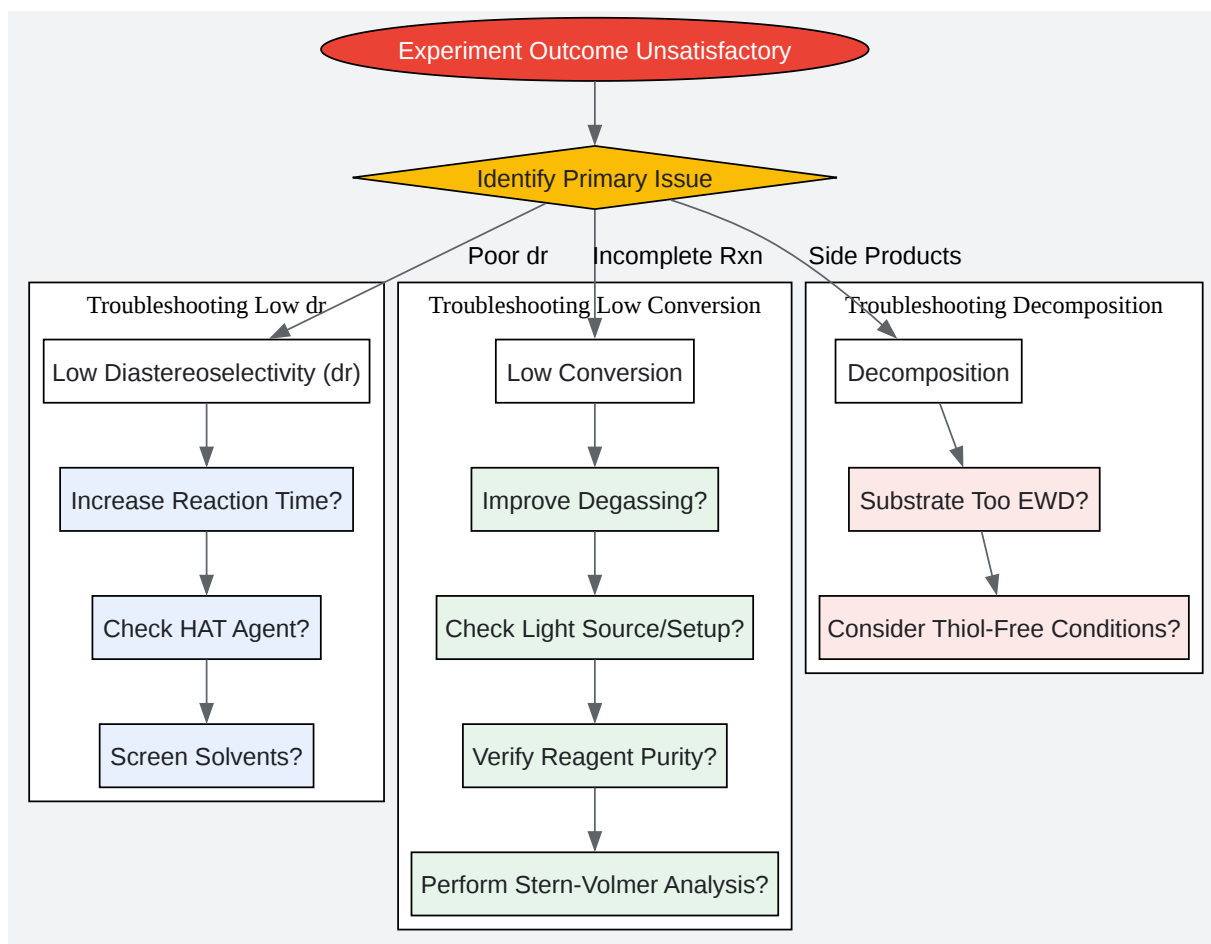 Experiment Outcome Unsatisfactory
Identify Primary Issue
Poor dr
Incomplete Rxn
Side Products
Troubleshooting Low dr
Low Diastereoselectivity (dr)
Increase Reaction Time?
Check HAT Agent?
Screen Solvents?
Troubleshooting Low Conversion
Low Conversion
Improve Degassing?
Check Light Source/Setup?
Verify Reagent Purity?
Perform Stern-Volmer Analysis?
Troubleshooting Decomposition
Decomposition
Substrate Too EWD?
Consider Thiol-Free Conditions?